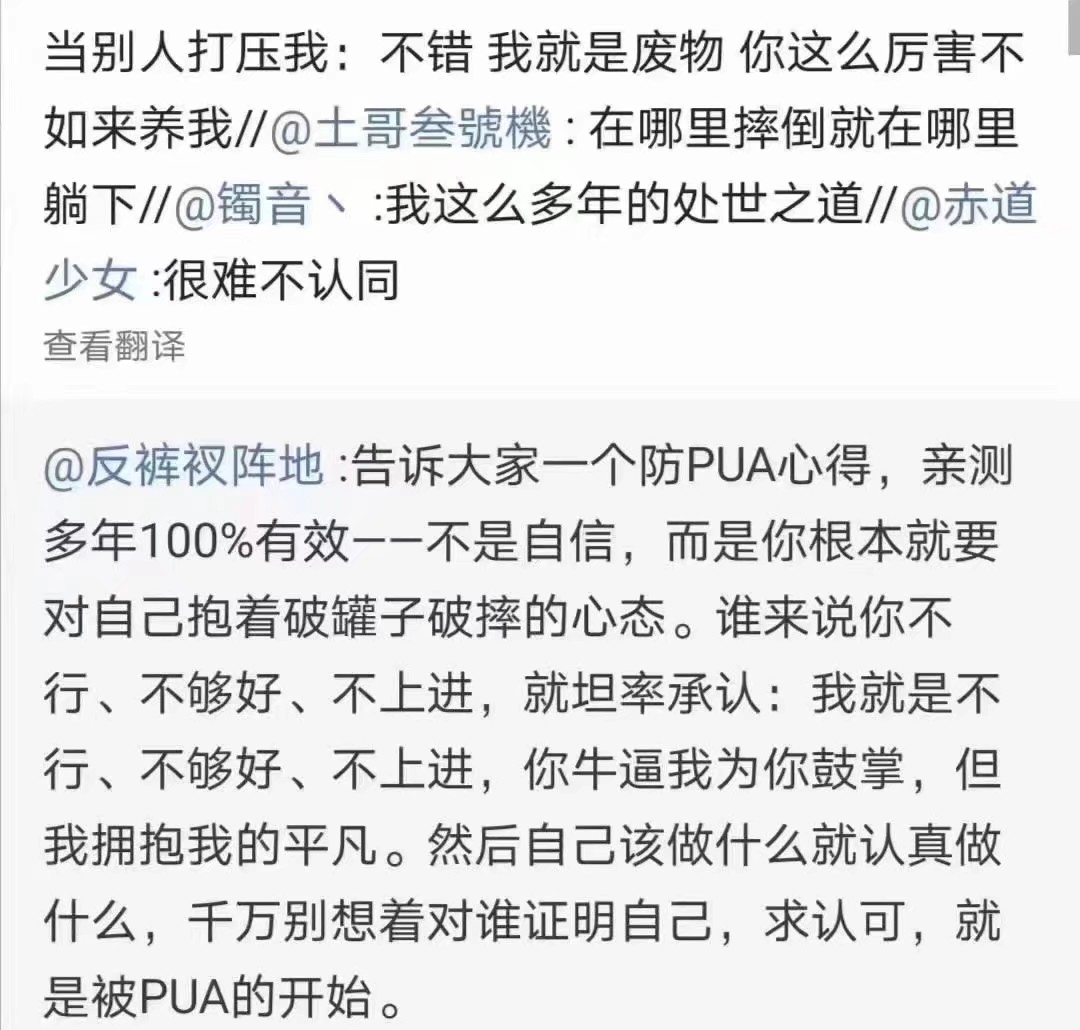 当别人打压我：不错 我就是废物 你这么厉害不
如来养我//@土哥叁號機：在哪里摔倒就在哪里
躺下//@镯音丶 :我这么多年的处世之道//@赤道
少女 :很难不认同
查看翻译
@反裤衩阵地 :告诉大家一个防PUA心得，亲测
多年100%有效——不是自信，而是你根本就要
对自己抱着破罐子破摔的心态。谁来说你不
行、不够好、不上进，就坦率承认：我就是不
行、不够好、不上进，你牛逼我为你鼓掌，但
我拥抱我的平凡。然后自己该做什么就认真做
什么，千万别想着对谁证明自己，求认可，就
是被PUA的开始。